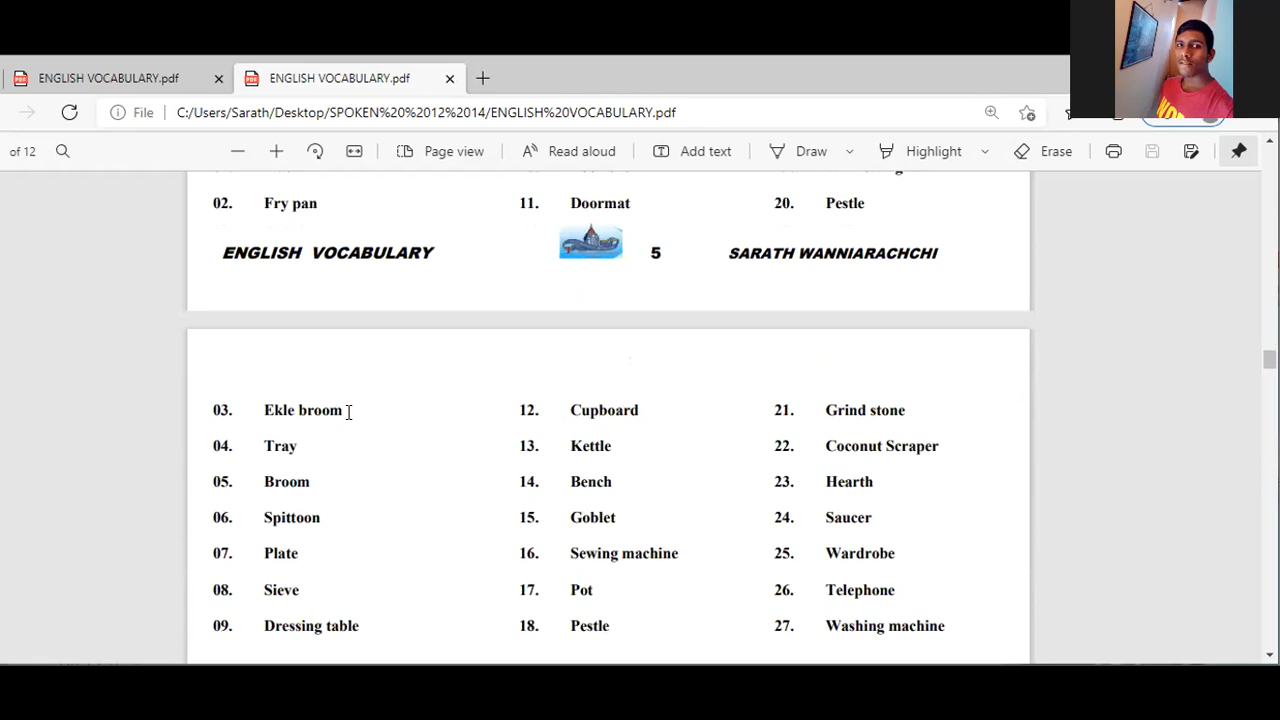 ENGLISH VOCABULARY.pdf ENGLISH VOCABULARY.pdf
File C:/Users/Sarath/Desktop/SPOKEN%20%2012%2014/ENGLISH%20VOCABULARY.pdf
of 12 Page view Read aloud Add text Draw Highlight Erase
02. Fry pan 11. Doormat 20. Pestle
ENGLISH VOCABULARY 5 SARATH WANNIARACHCHI
03. Ekle broom 12. Cupboard 21. Grind stone
04. Tray 13. Kettle 22. Coconut Scraper
05. Broom 14. Bench 23. Hearth
06. Spittoon 15. Goblet 24. Saucer
07. Plate 16. Sewing machine 25. Wardrobe
08. Sieve 17. Pot 26. Telephone
09. Dressing table 18. Pestle 27. Washing machine